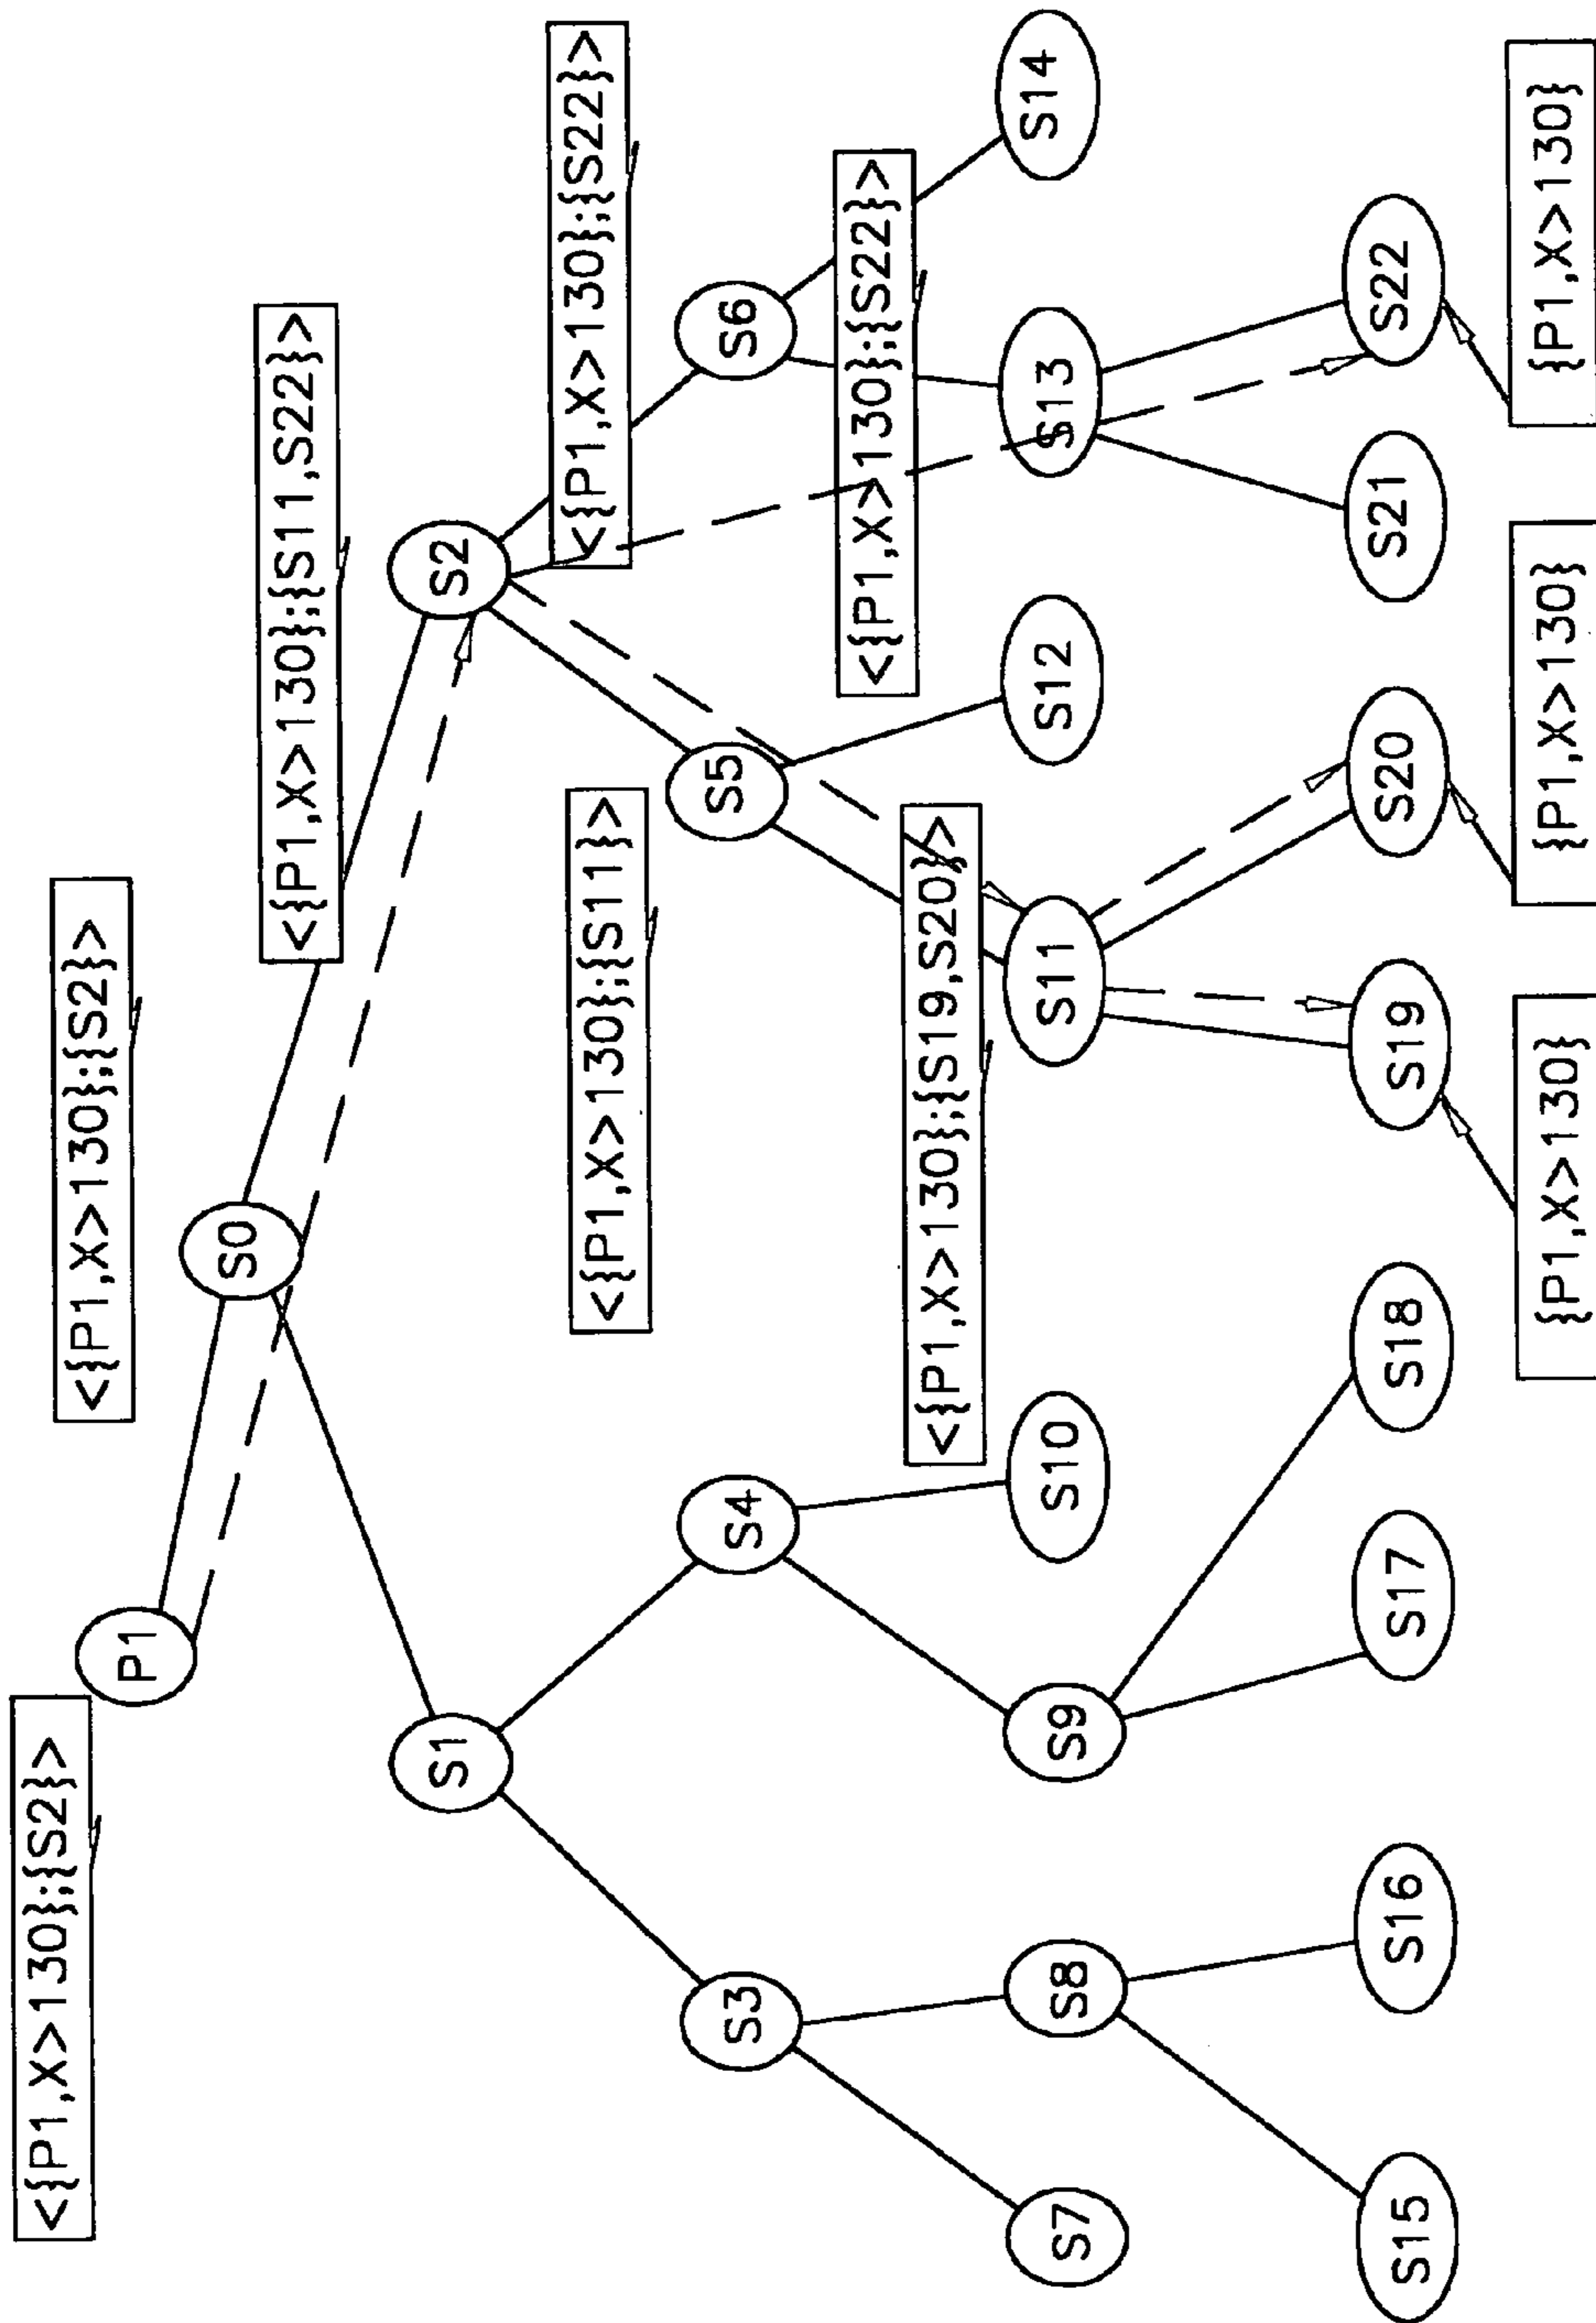 <{P1,X>130};{S2}>
<{P1,X>130};{S2}>
P1
S0
<{P1,X>130};{S11,S22}>
S1
S2
<{P1,X>130};{S11}>
<{P1,X>130};{S22}>
S3
S4
S5
S6
<{P1,X>130};{S19,S20}>
<{P1,X>130};{S22}>
S7
S8
S9
S10
S11
S12
S13
S14
S15
S16
S17
S18
S19
S20
S21
S22
{P1,X>130}
{P1,X>130}
{P1,X>130}